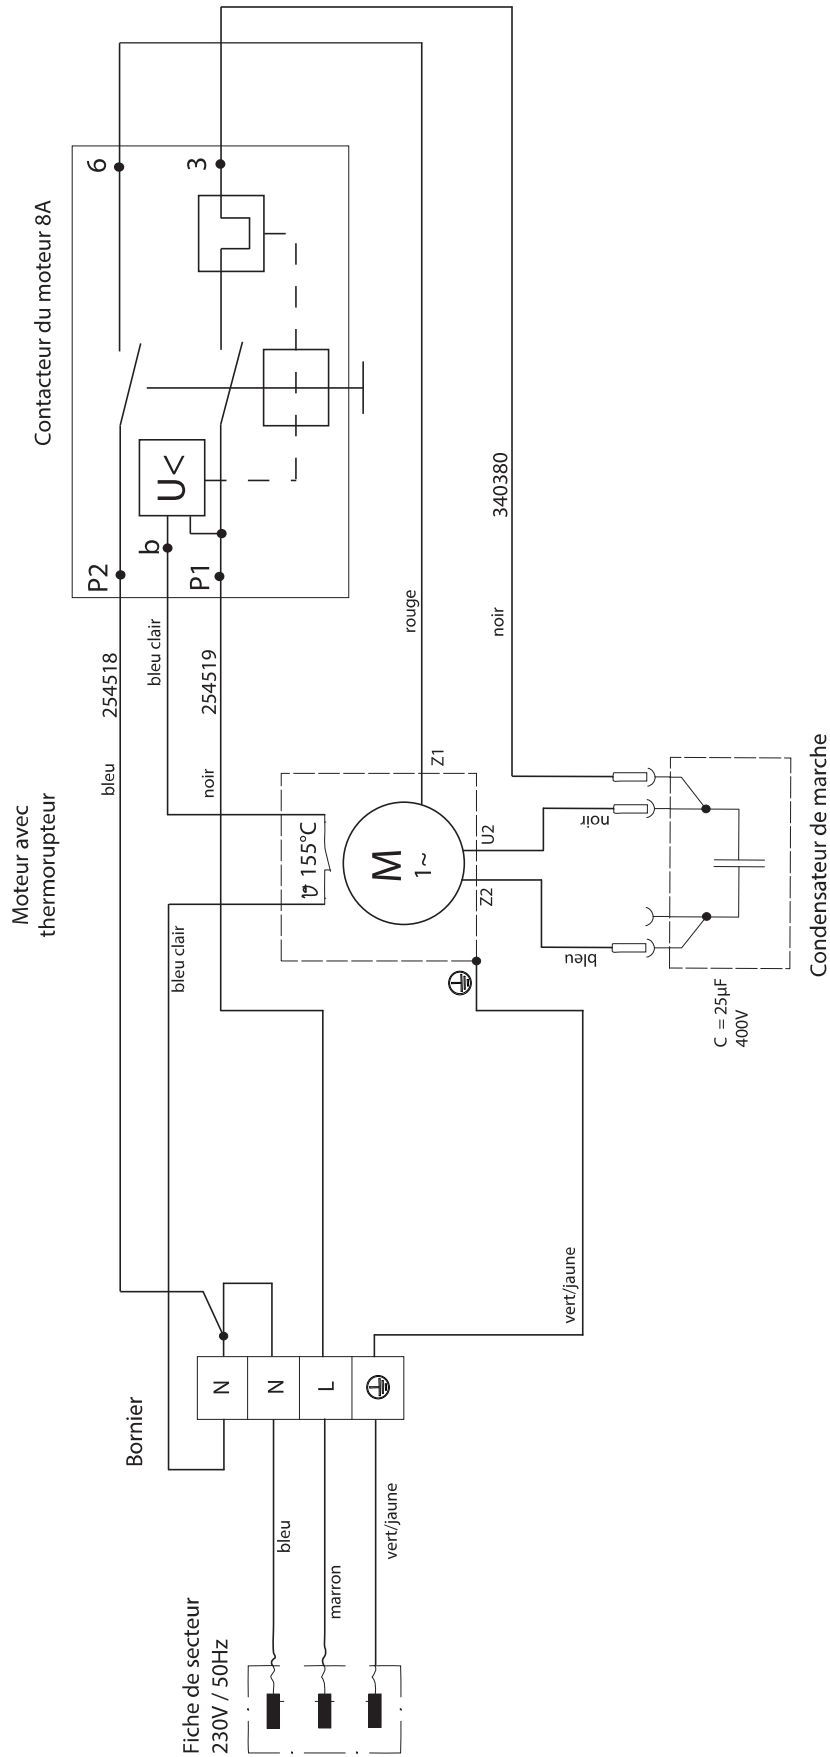 Fiche de secteur
230V / 50Hz
bleu
marron
vert/jaune
Bornier
N
N
L
vert/jaune
Moteur avec
thermorupteur
bleu
254518
bleu clair
bleu clair
noir
254519
ϑ 155°C
M
1~
Z1
U2
Z2
rouge
noir
340380
noir
bleu
Contacteur du moteur 8A
P2
b
P1
U<
6
3
C = 25µF
400V
Condensateur de marche